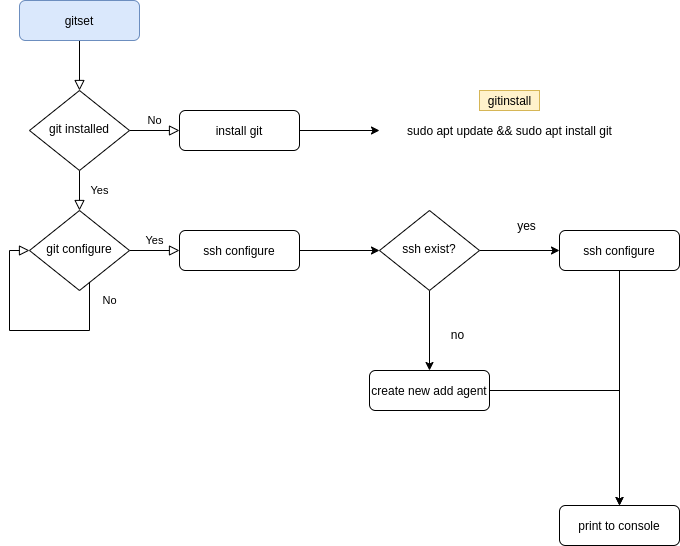 gitset
gitinstall
git installed
No
install git
sudo apt update && sudo apt install git
Yes
git configure
Yes
ssh configure
ssh exist?
yes
ssh configure
No
no
create new add agent
print to console